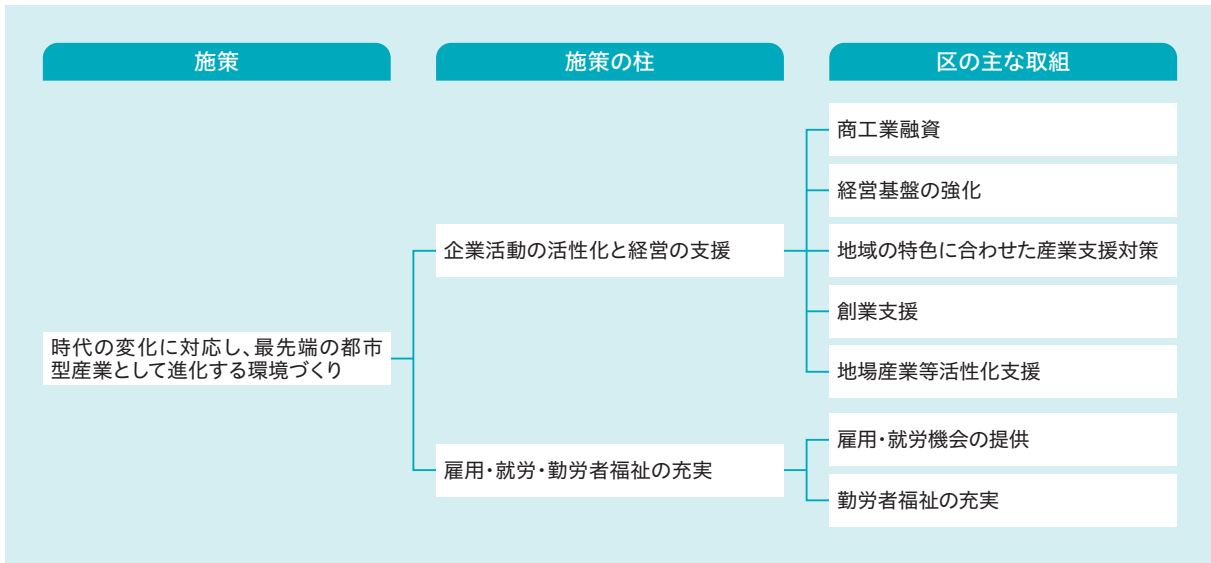 施策
施策の柱
区の主な取組
時代の変化に対応し、最先端の都市
型産業として進化する環境づくり
企業活動の活性化と経営の支援
商工業融資
経営基盤の強化
地域の特色に合わせた産業支援対策
創業支援
地場産業等活性化支援
雇用・就労・勤労者福祉の充実
雇用・就労機会の提供
勤労者福祉の充実